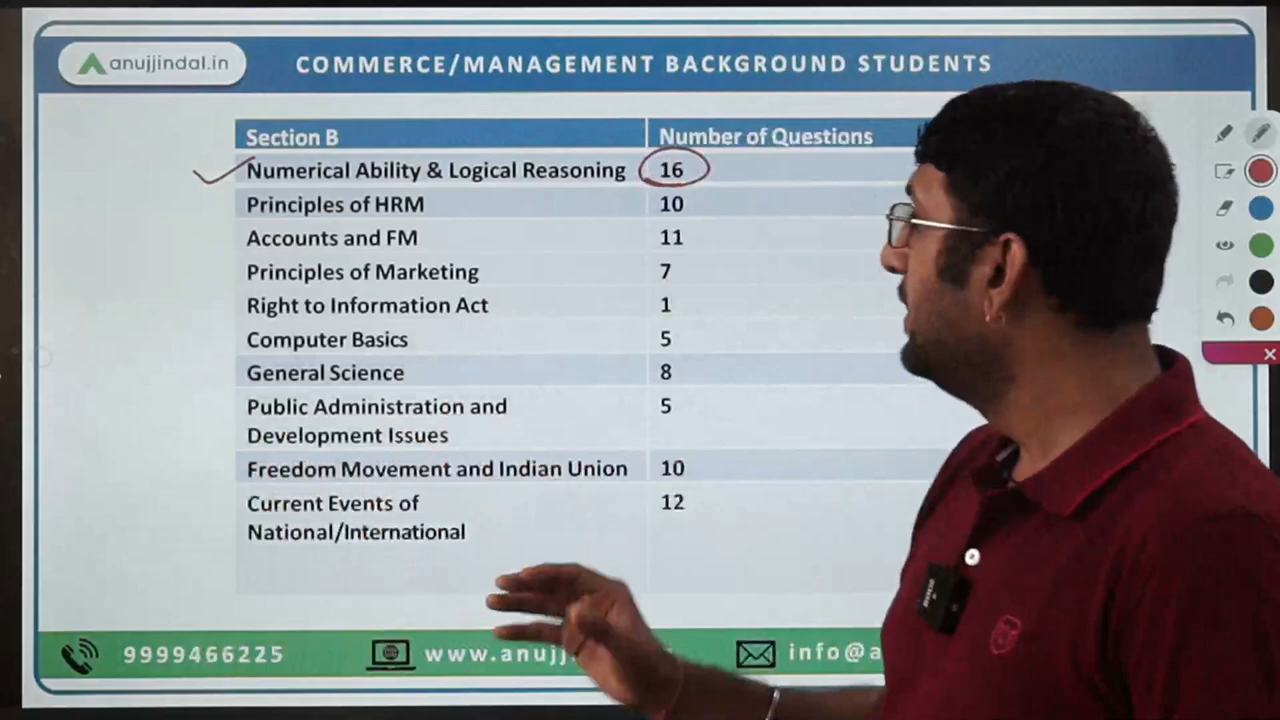 anujjindal.in
COMMERCE/MANAGEMENT BACKGROUND STUDENTS
Section B Number of Questions
Numerical Ability & Logical Reasoning 16
Principles of HRM 10
Accounts and FM 11
Principles of Marketing 7
Right to Information Act 1
Computer Basics 5
General Science 8
Public Administration and 5
Development Issues
Freedom Movement and Indian Union 10
Current Events of 12
National/International
9999466225